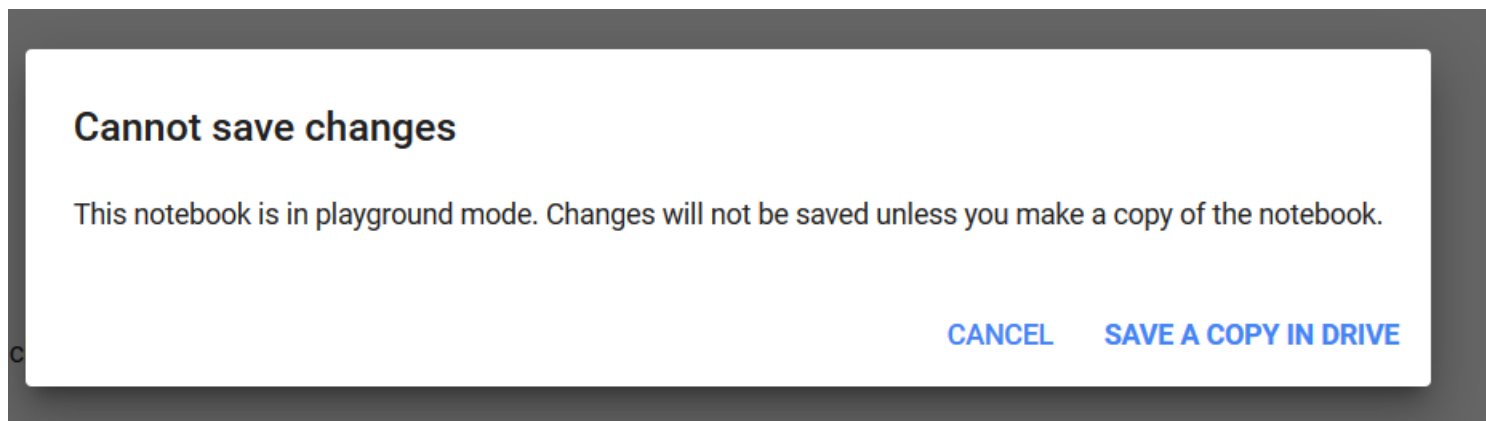 Cannot save changes
This notebook is in playground mode. Changes will not be saved unless you make a copy of the notebook.
c
CANCEL SAVE A COPY IN DRIVE